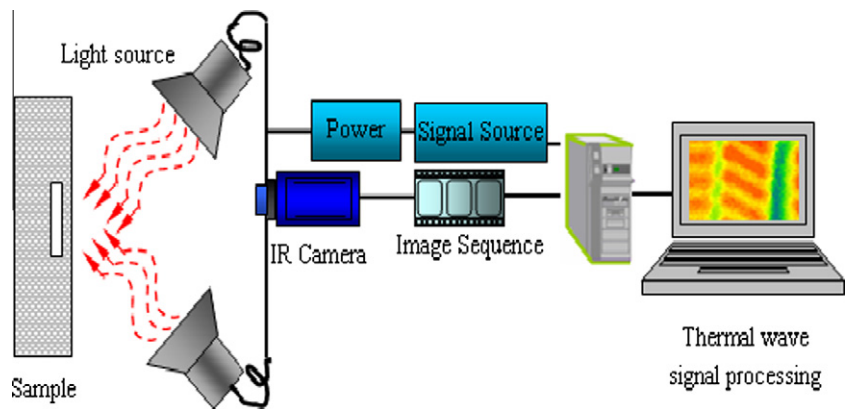 Light source
Power
Signal Source
IR Camera
Image Sequence
Sample
Thermal wave
signal processing